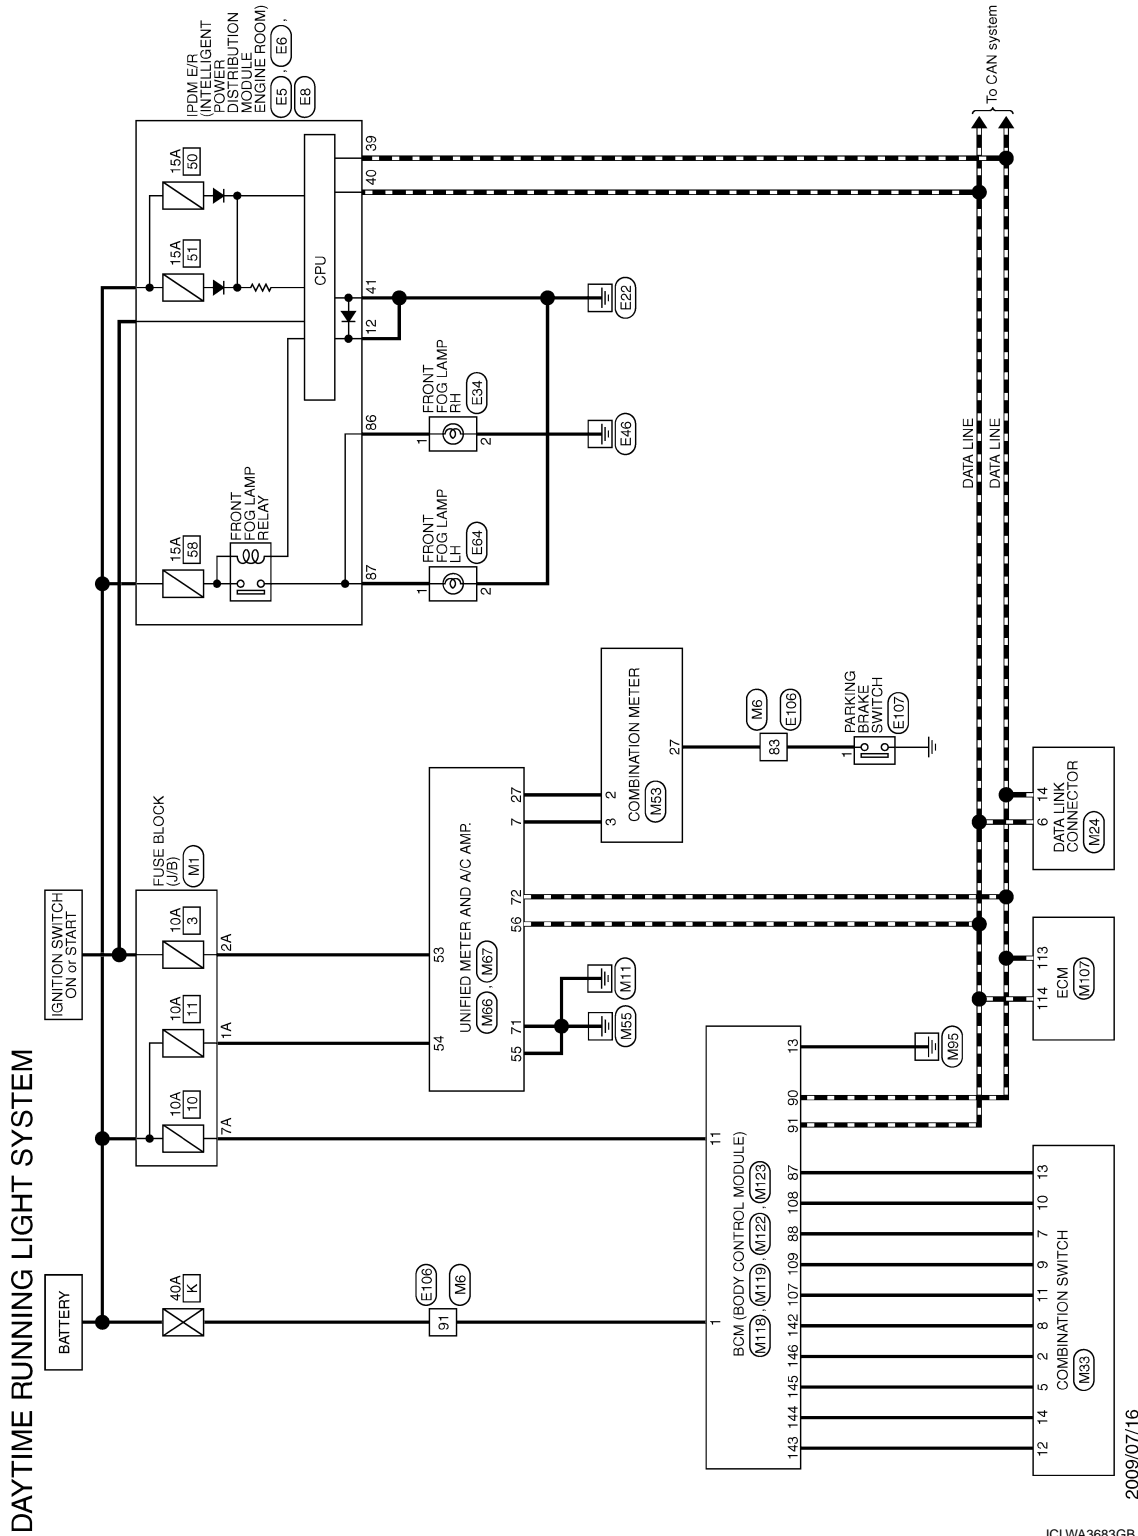 DAYTIME RUNNING LIGHT SYSTEM
BATTERY
IGNITION SWITCH
ON or START
40A
K
10A
10
10A
11
10A
3
FUSE BLOCK
(J/B)
M1
7A
1A
2A
15A
58
15A
51
15A
50
IPDM E/R
(INTELLIGENT
POWER
DISTRIBUTION
MODULE
ENGINE ROOM)
E5 , E6 ,
E8
FRONT
FOG LAMP
RELAY
CPU
87
86
12
41
40
39
E106
91
M6
54
53
UNIFIED METER AND A/C AMP.
M66 , M67
55
71
56
72
7
27
M55
M11
1
FRONT
FOG LAMP
LH
E64
2
1
FRONT
FOG LAMP
RH
E34
2
E46
E22
3
2
COMBINATION METER
M53
27
M6
83
E106
1
PARKING
BRAKE
SWITCH
E107
1
11
BCM (BODY CONTROL MODULE)
M118 , M119 , M122 , M123
143
144
145
146
142
107
109
88
108
87
91
90
13
M95
DATA LINE
DATA LINE
To CAN system
12
14
5
2
8
11
9
7
10
13
COMBINATION SWITCH
M33
114
113
ECM
M107
6
14
DATA LINK
CONNECTOR
M24
2009/07/16
JCLWA3683GB